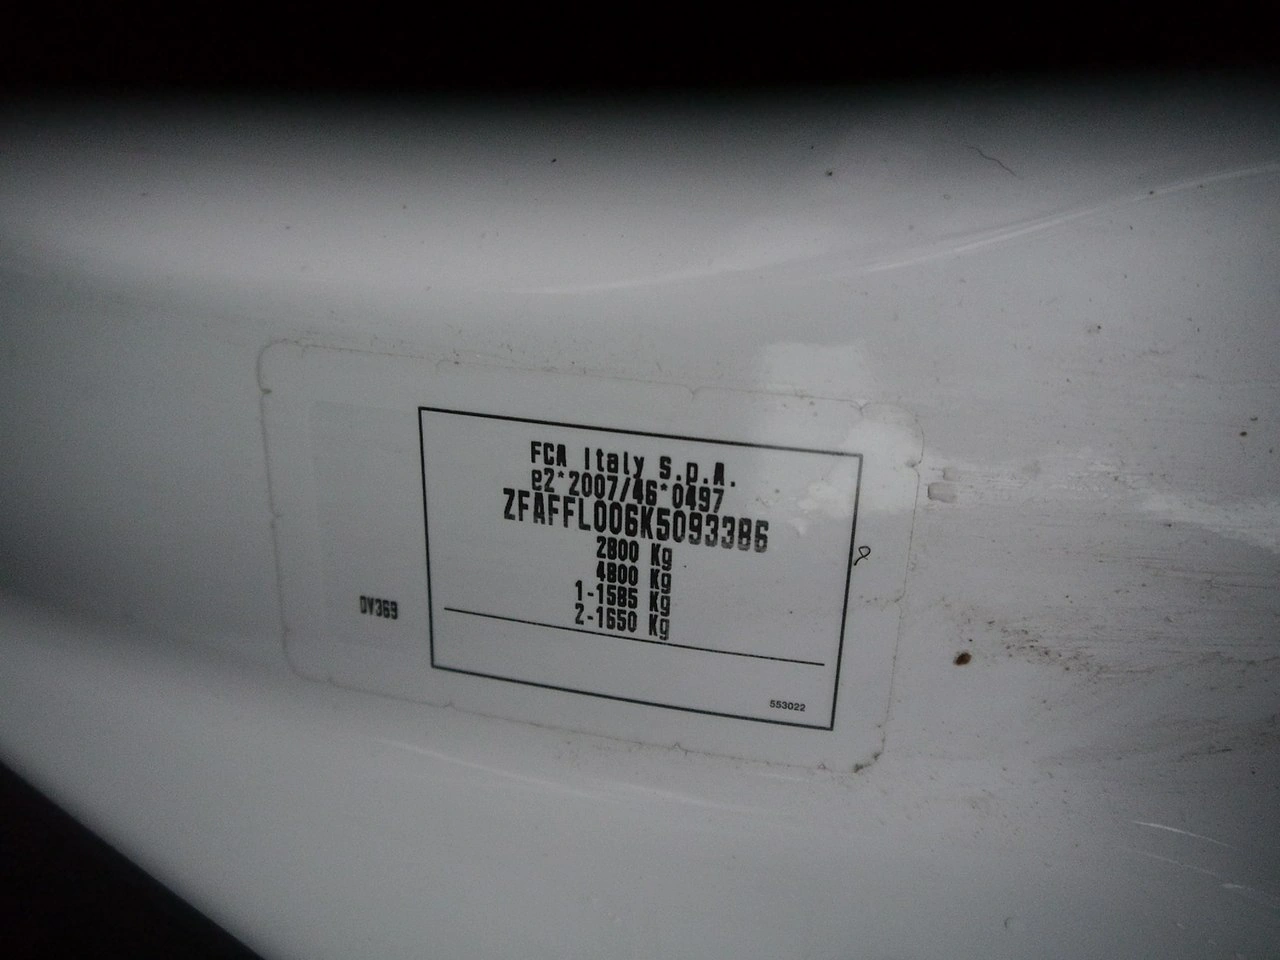 FCA Italy S.p.A.
e2*2007/46*0497
ZFAFFL006K5093386
2800 Kg
4800 Kg
1-1585 Kg
2-1650 Kg
DV369
553022